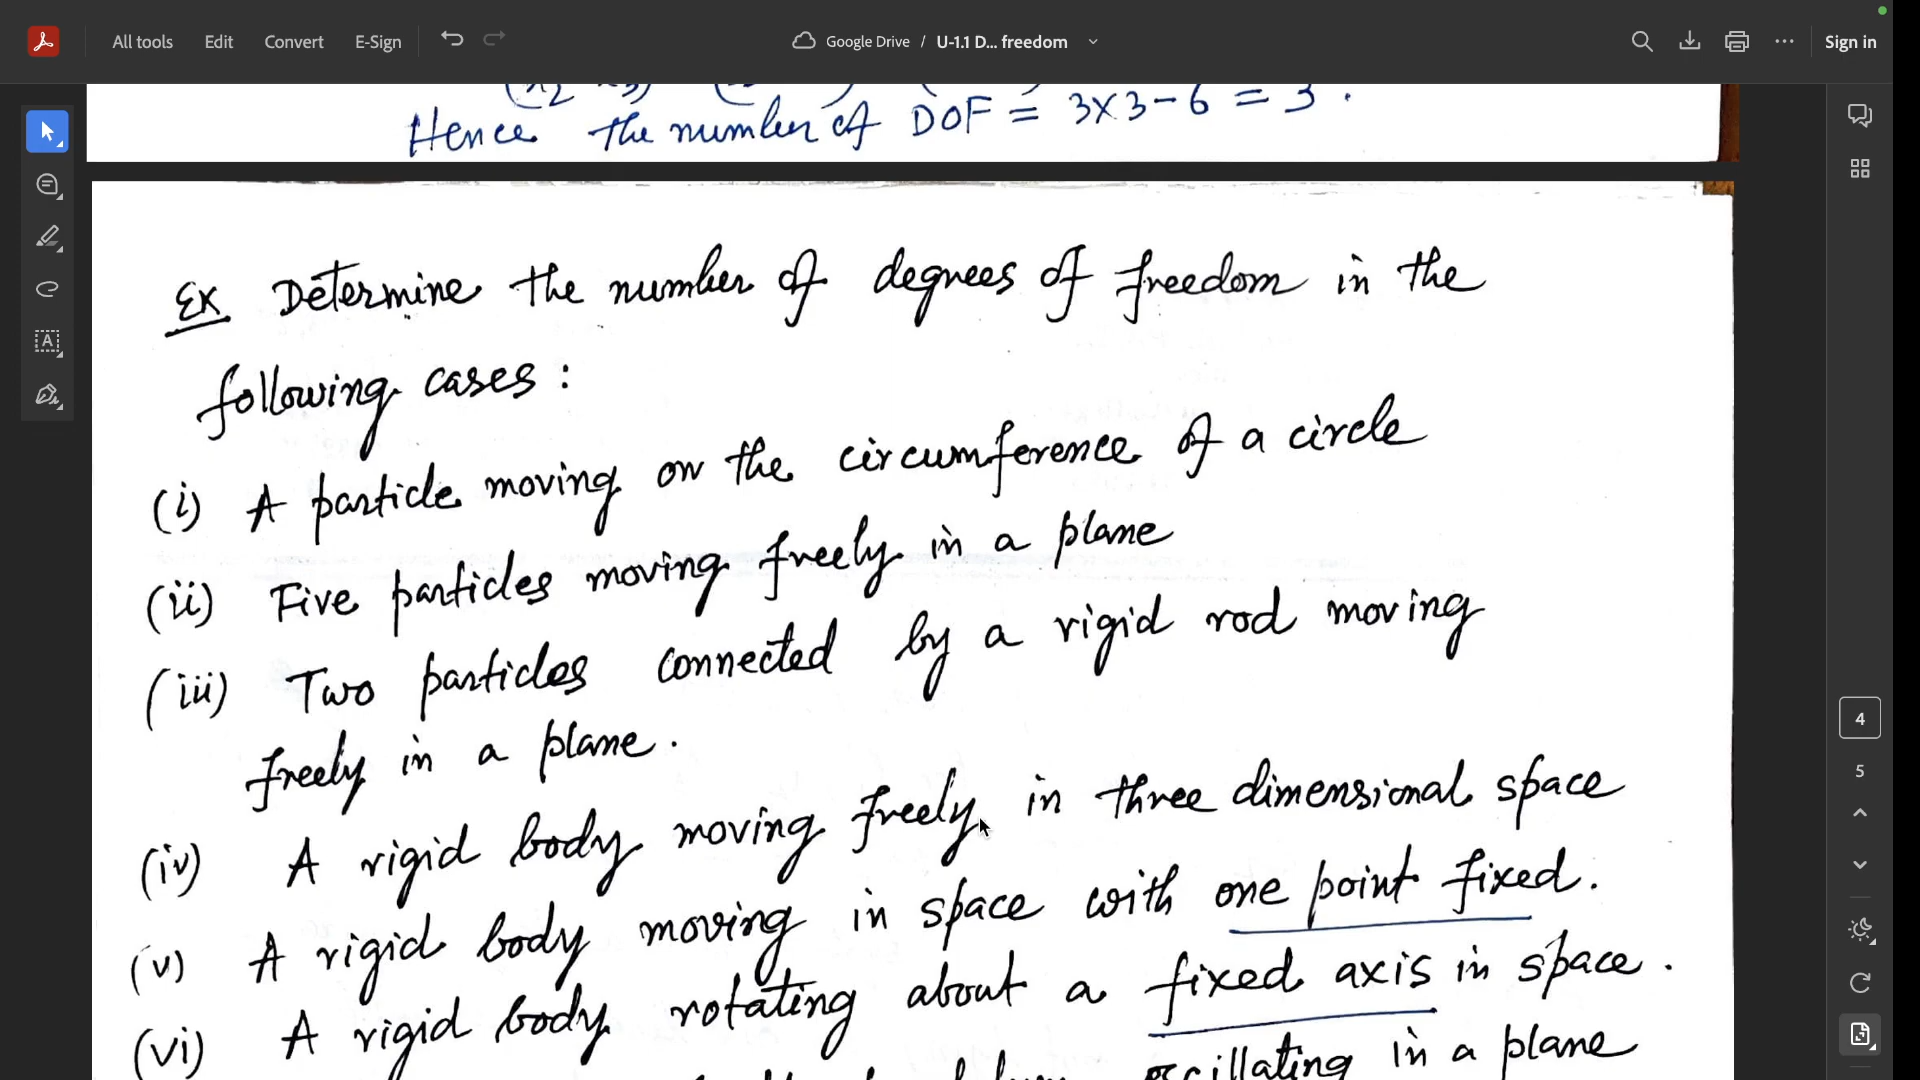 All tools Edit Convert E-Sign Google Drive / U-1.1 D... freedom Sign in
Hence the number of DOF = 3x3-6 = 3.
Ex Determine the number of degrees of freedom in the
following cases:
(i) A particle moving on the circumference of a circle
(ii) Five particles moving freely in a plane
(iii) Two particles connected by a rigid rod moving
freely in a plane.
(iv) A rigid body moving freely in three dimensional space
(v) A rigid body moving in space with one point fixed.
(vi) A rigid body rotating about a fixed axis in space.
oscillating in a plane
4
5